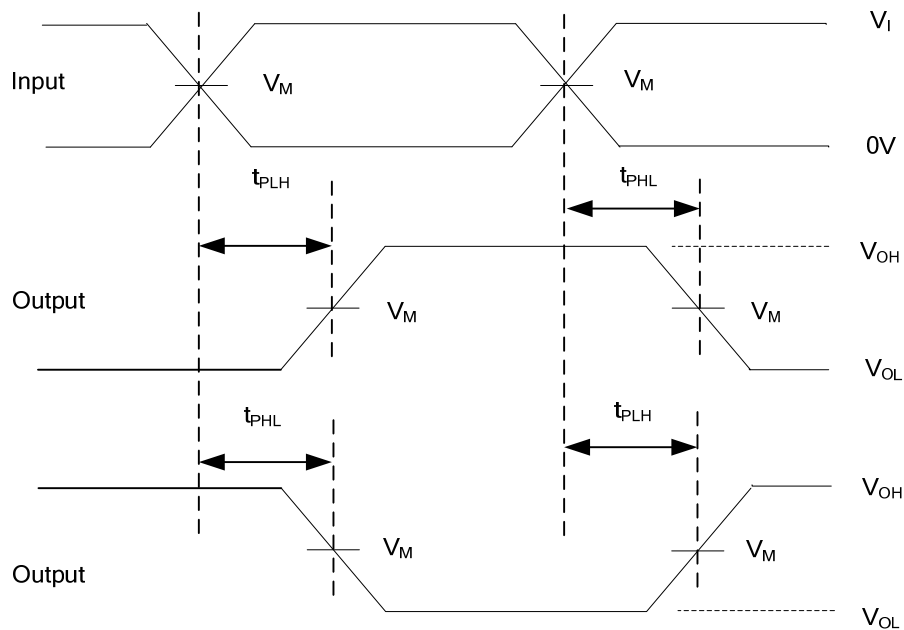 V_I
Input
V_M
V_M
0V
t_PLH
t_PHL
V_OH
Output
V_M
V_M
V_OL
t_PHL
t_PLH
V_OH
V_M
V_M
Output
V_OL